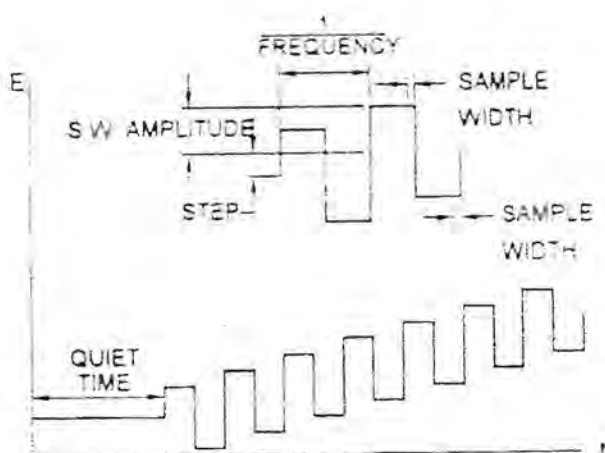 1
FREQUENCY
E
SAMPLE
WIDTH
S W AMPLITUDE
STEP
SAMPLE
WIDTH
QUIET
TIME